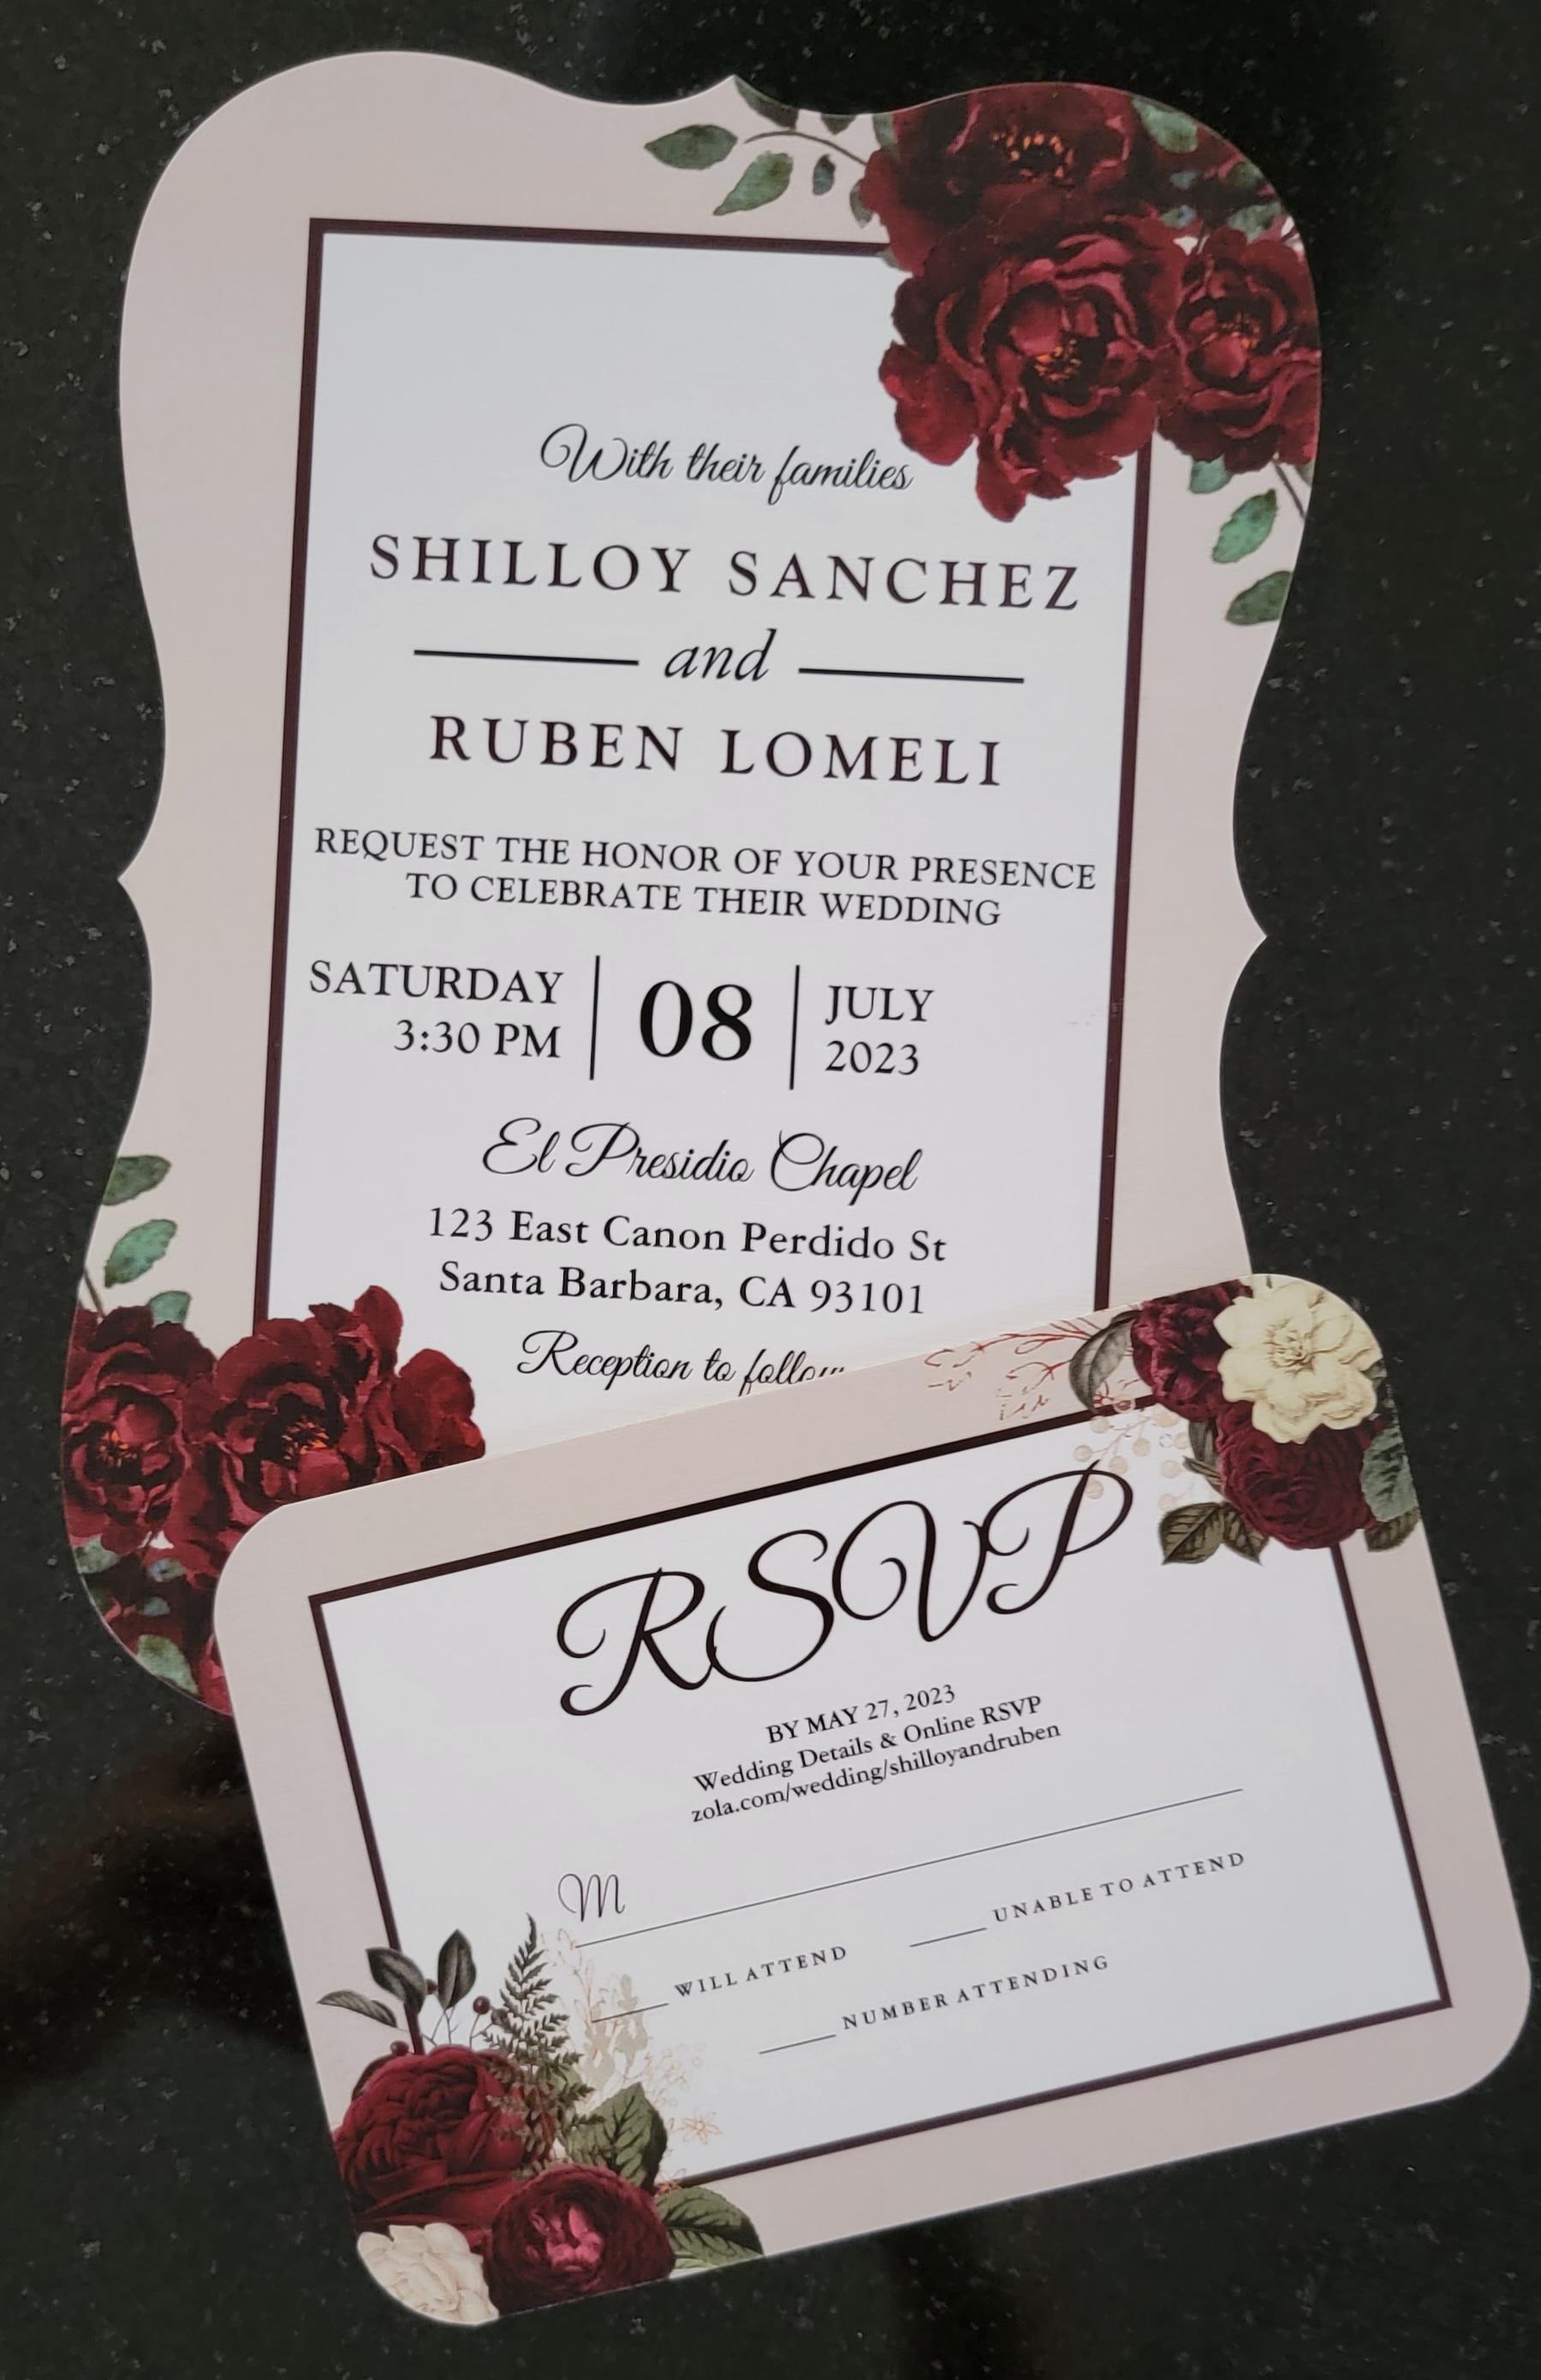 With their families
SHILLOY SANCHEZ
and
RUBEN LOMELI
REQUEST THE HONOR OF YOUR PRESENCE
TO CELEBRATE THEIR WEDDING
SATURDAY
3:30 PM
08
JULY
2023
El Presidio Chapel
123 East Canon Perdido St
Santa Barbara, CA 93101
Reception to follow
RSVP
BY MAY 27, 2023
Wedding Details & Online RSVP
zola.com/wedding/shilloyandruben
M
WILL ATTEND
UNABLE TO ATTEND
NUMBER ATTENDING